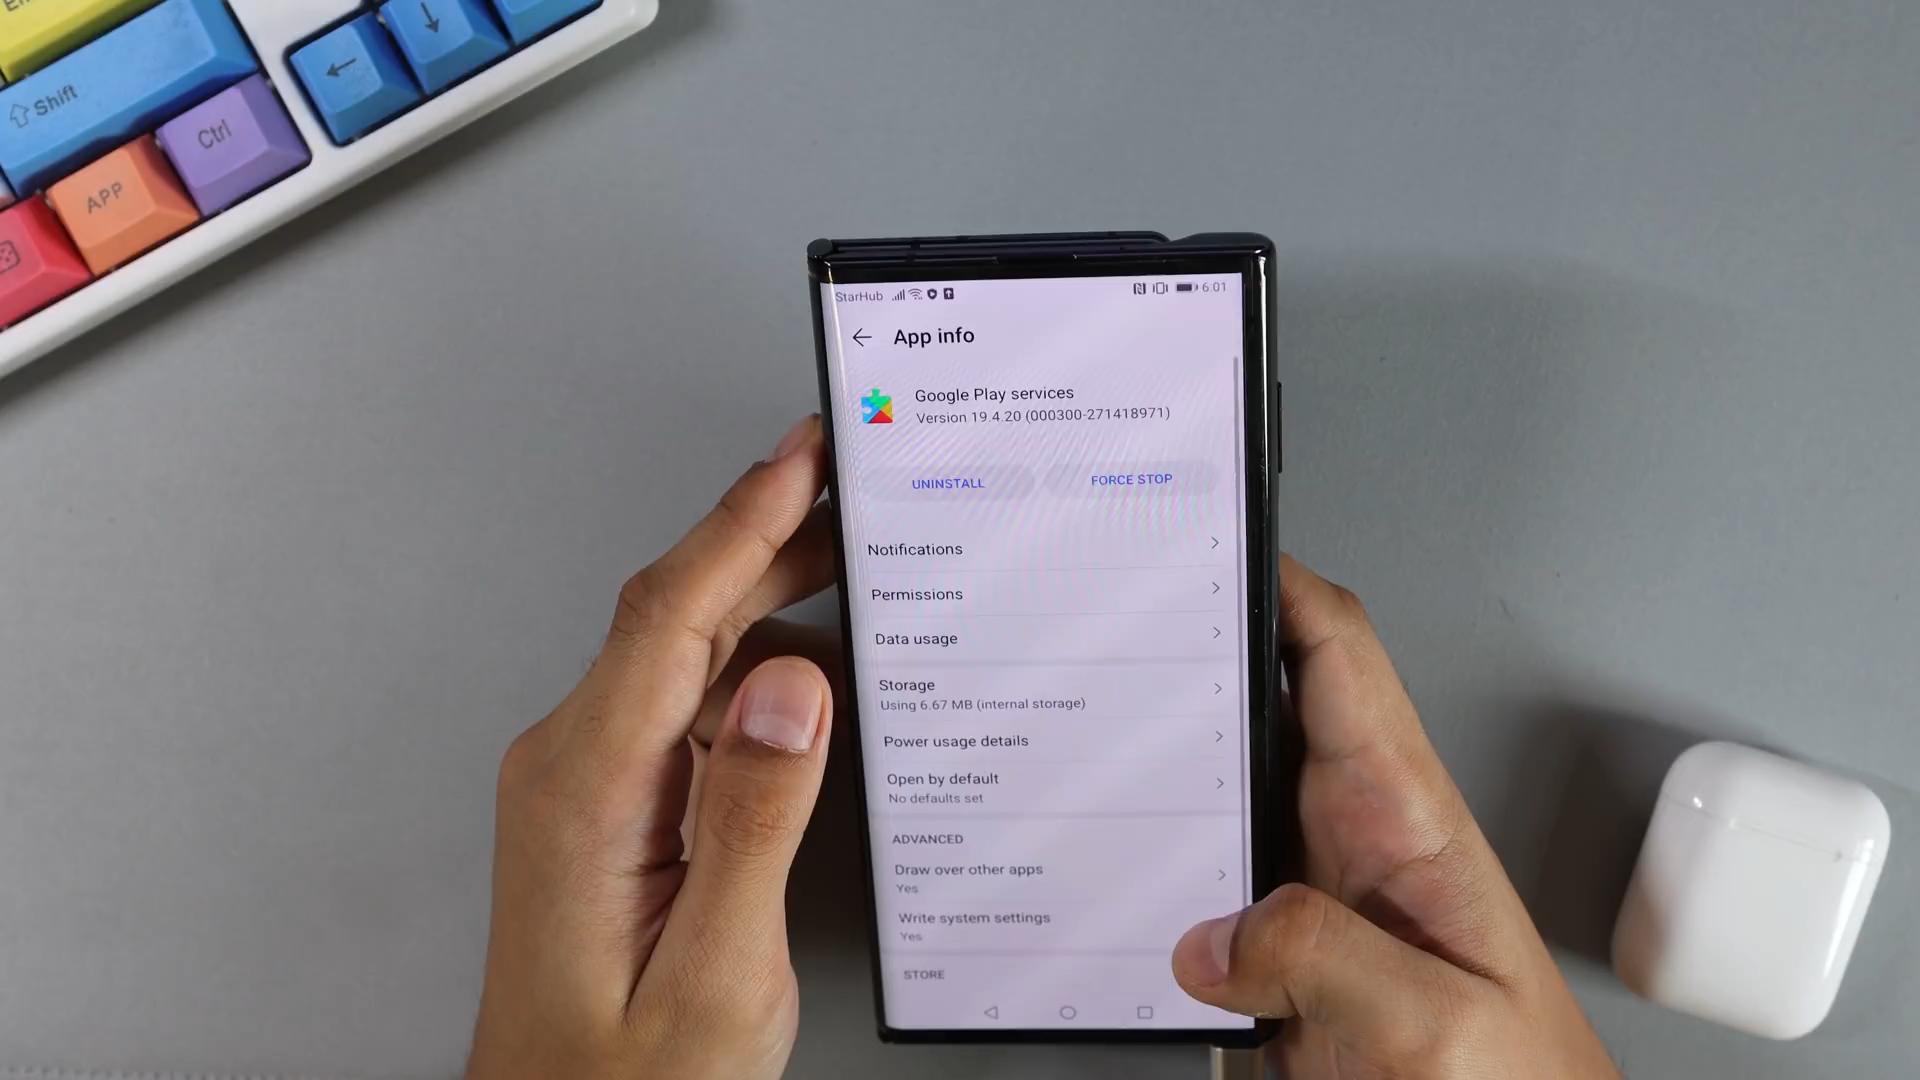 Shift
Ctrl
APP
StarHub
6:01
App info
Google Play services
Version 19.4.20 (000300-271418971)
UNINSTALL
FORCE STOP
Notifications
Permissions
Data usage
Storage
Using 6.67 MB (internal storage)
Power usage details
Open by default
No defaults set
ADVANCED
Draw over other apps
Yes
Write system settings
Yes
STORE